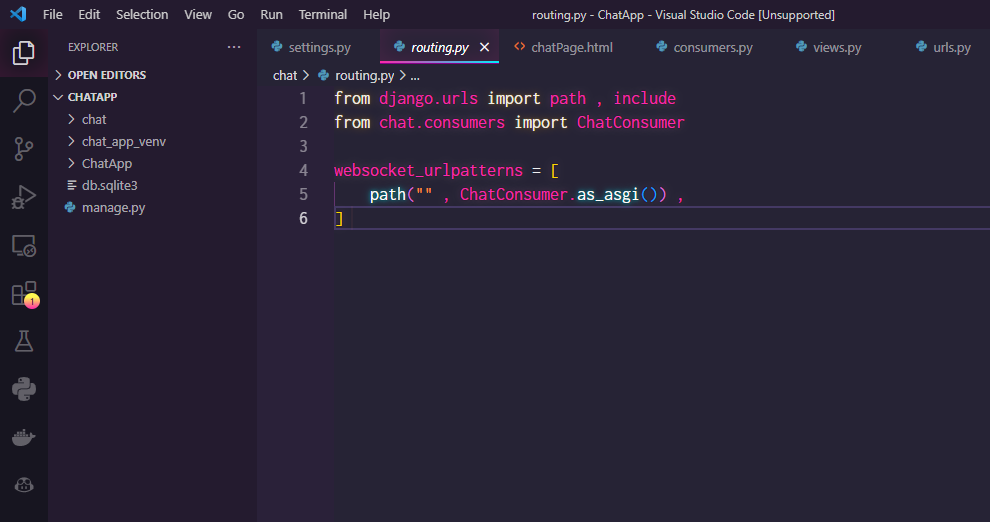 File Edit Selection View Go Run Terminal Help routing.py - ChatApp - Visual Studio Code [Unsupported]
EXPLORER ...
settings.py routing.py chatPage.html consumers.py views.py urls.py
OPEN EDITORS
CHATAPP
chat
chat_app_venv
ChatApp
db.sqlite3
manage.py
1
chat > routing.py > ...
1 from django.urls import path , include
2 from chat.consumers import ChatConsumer
3
4 websocket_urlpatterns = [
5 path("" , ChatConsumer.as_asgi()) ,
6 ]